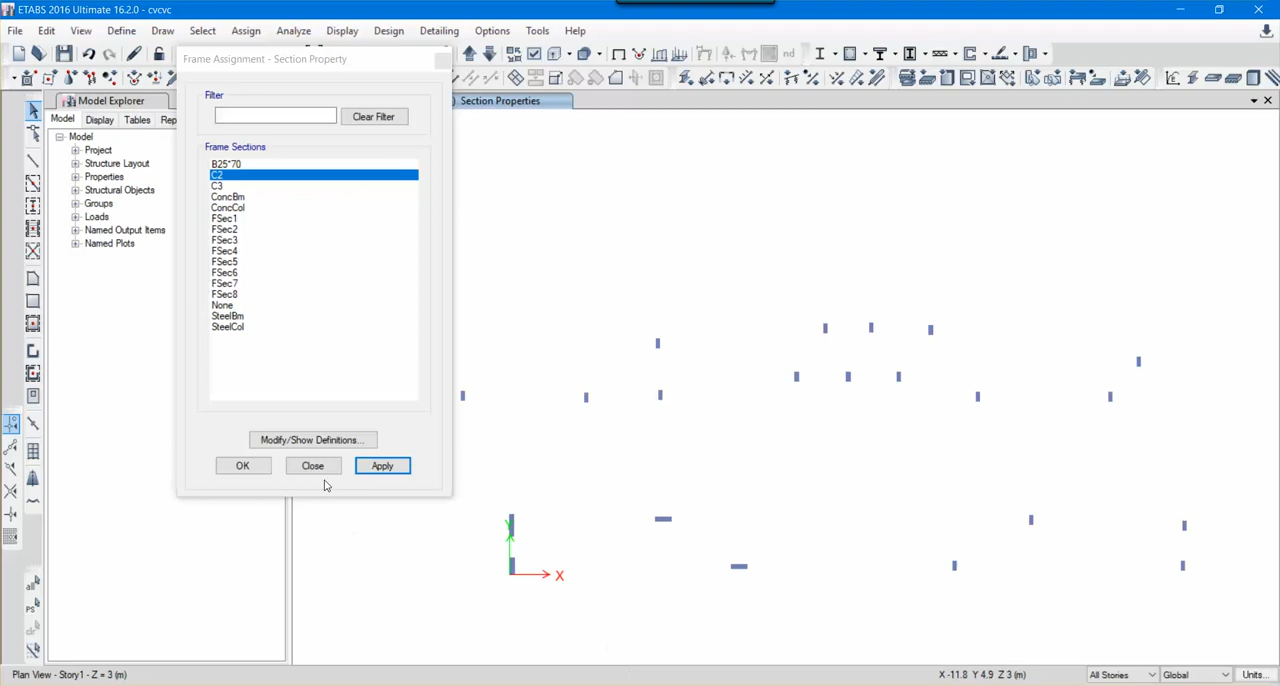 ETABS 2016 Ultimate 16.2.0 - cvcvc
File Edit View Define Draw Select Assign Analyze Display Design Detailing Options Tools Help
nd
Frame Assignment - Section Property
Model Explorer
Section Properties
Model Display Tables Rep
Model
Project
Structure Layout
Properties
Structural Objects
Groups
Loads
Named Output Items
Named Plots
Filter
Clear Filter
Frame Sections
B25*70
C2
C3
ConcBm
ConcCol
FSec1
FSec2
FSec3
FSec4
FSec5
FSec6
FSec7
FSec8
None
SteelBm
SteelCol
Modify/Show Definitions...
OK Close Apply
Y
X
all
PS
clr
Plan View - Story1 - Z = 3 (m)
X -11.8 Y 4.9 Z 3 (m)
All Stories
Global
Units...